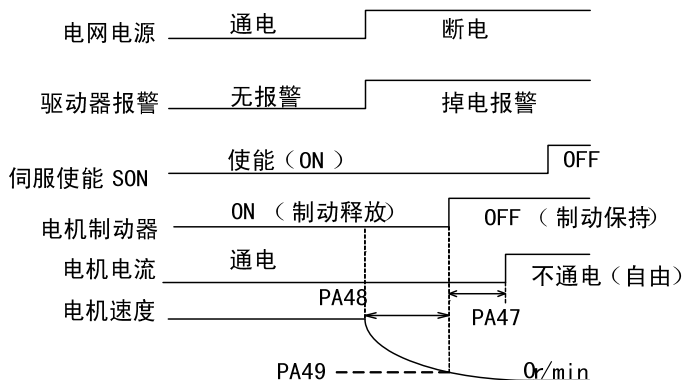 电网电源 通电 断电
驱动器报警 无报警 掉电报警
伺服使能 SON 使能（ON） OFF
电机制动器 ON（制动释放） OFF（制动保持）
电机电流 通电 不通电（自由）
电机速度 PA48 PA47
PA49 0r/min